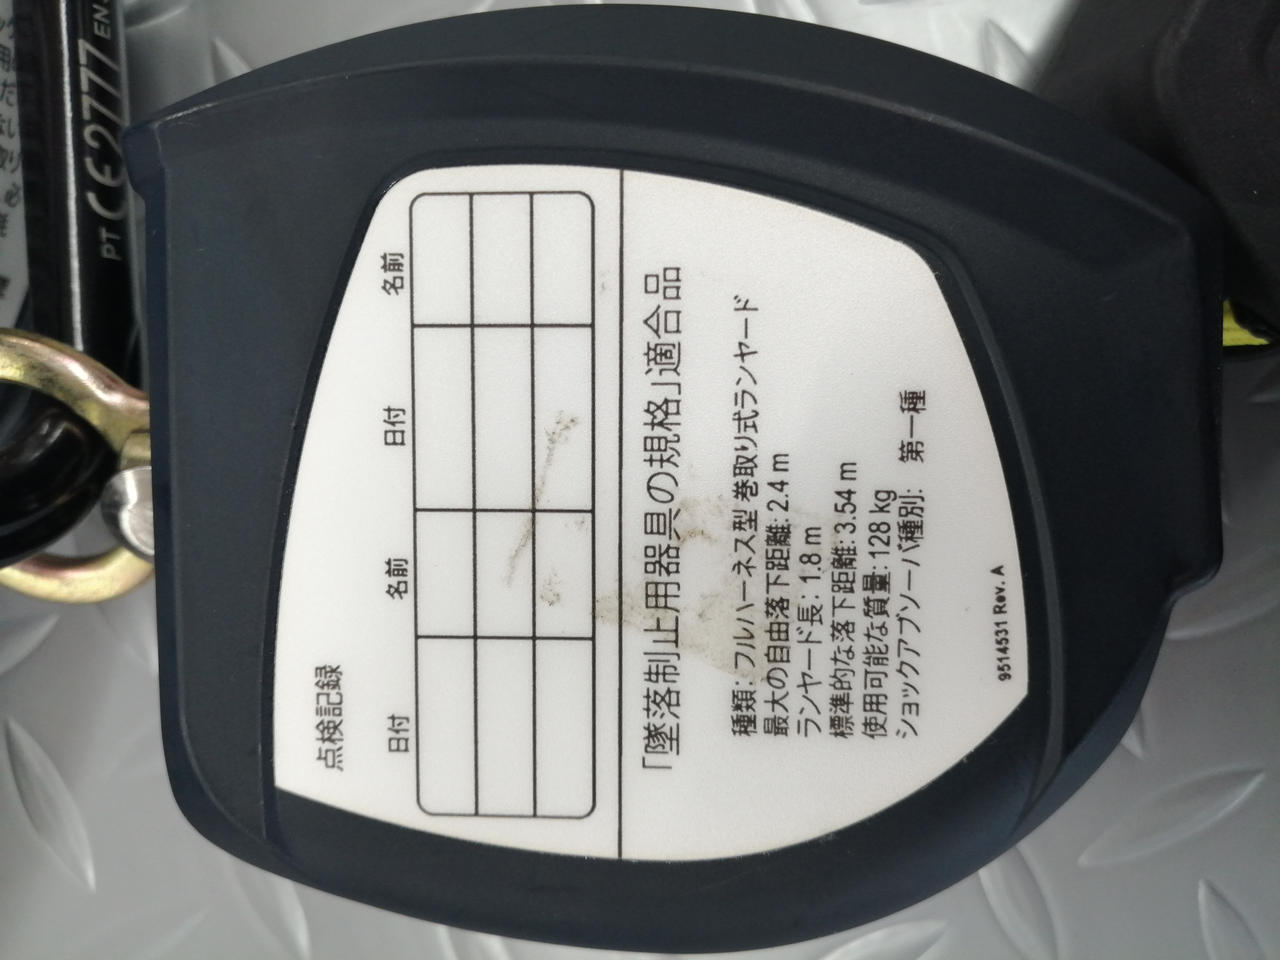 点検記録
日付 名前 日付 名前
「墜落制止用器具の規格」適合品
種類: フルハーネス型 巻取り式ランヤード
最大の自由落下距離: 2.4 m
ランヤード長: 1.8 m
標準的な落下距離: 3.54 m
使用可能な質量: 128 kg
ショックアブソーバ種別: 第一種
9514531 Rev. A
PT CE2777 EN